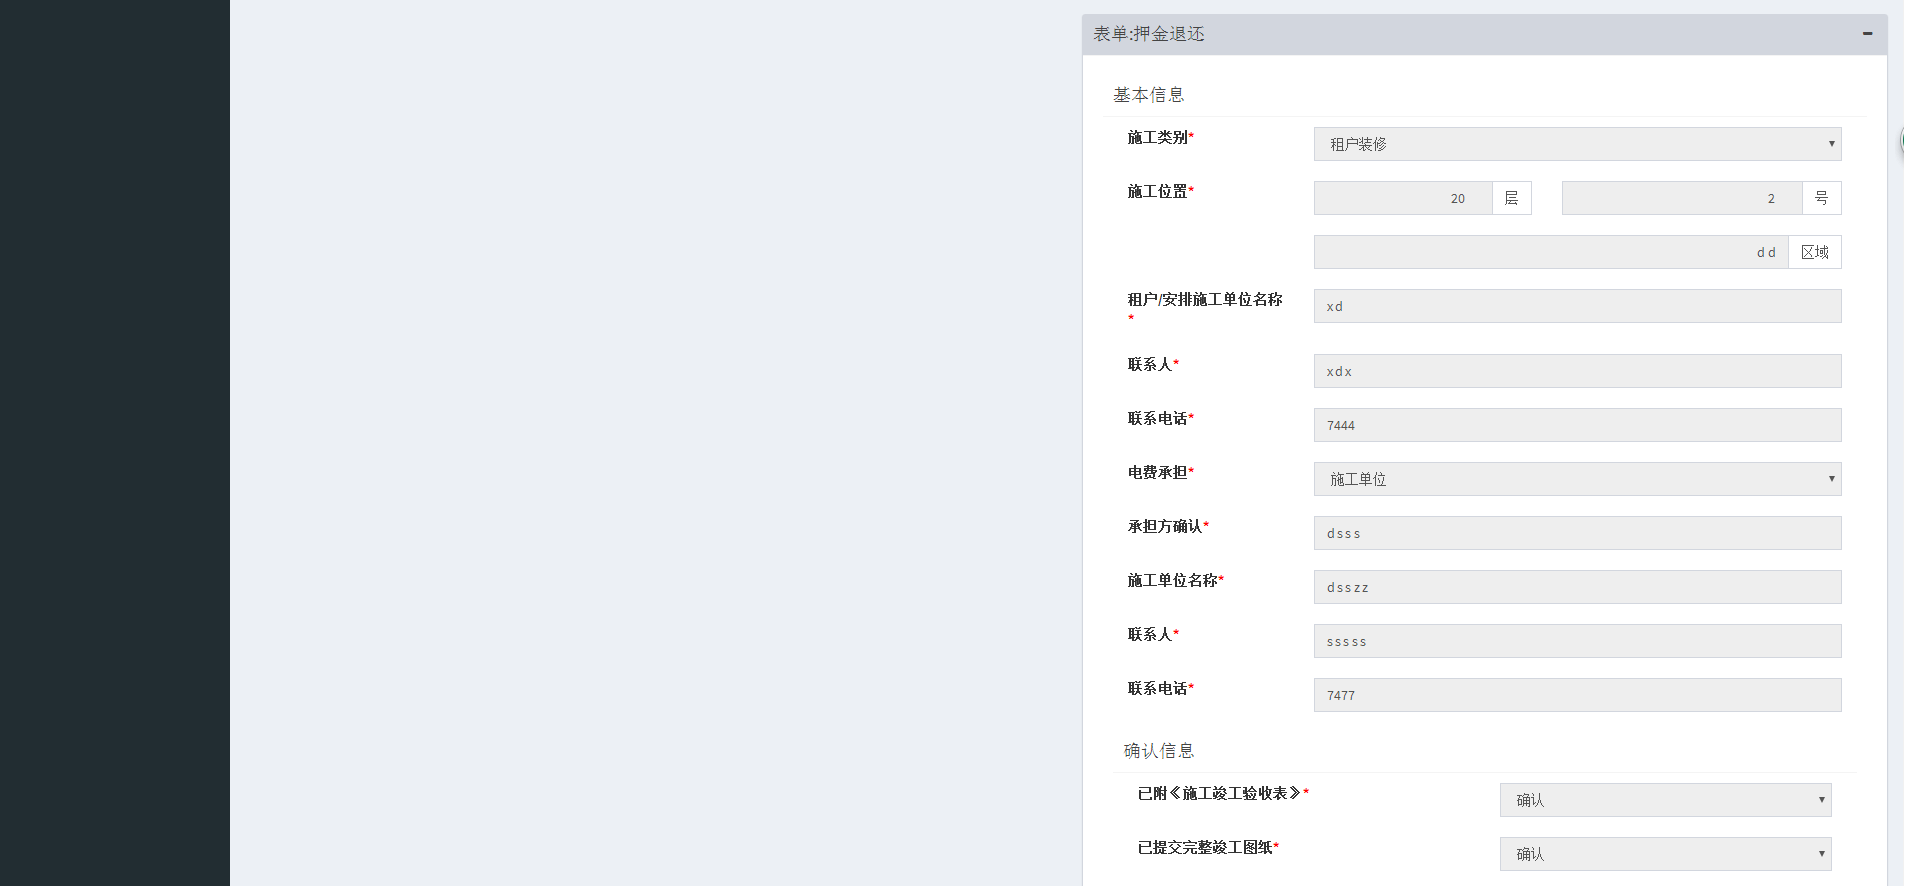 表单:押金退还
基本信息
施工类别*
租户装修
施工位置*
20 层
2 号
dd 区域
租户/安排施工单位名称
*
xd
联系人*
xdx
联系电话*
7444
电费承担*
施工单位
承担方确认*
dsss
施工单位名称*
dsszz
联系人*
sssss
联系电话*
7477
确认信息
已附《施工竣工验收表》*
确认
已提交完整竣工图纸*
确认